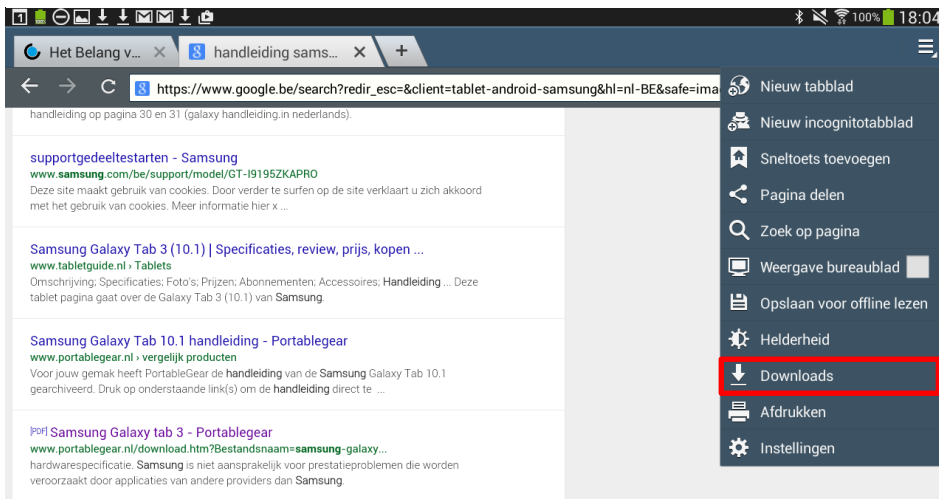 1 100% 18:04
Het Belang v... handleiding sams...
https://www.google.be/search?redir_esc=&client=tablet-android-samsung&hl=nl-BE&safe=imag
handleiding op pagina 30 en 31 (galaxy handleiding.in nederlands).
supportgedeeltestarten - Samsung
www.samsung.com/be/support/model/GT-I9195ZKAPRO
Deze site maakt gebruik van cookies. Door verder te surfen op de site verklaart u zich akkoord
met het gebruik van cookies. Meer informatie hier x ...
Samsung Galaxy Tab 3 (10.1) | Specificaties, review, prijs, kopen ...
www.tabletguide.nl › Tablets
Omschrijving; Specificaties; Foto's; Prijzen; Abonnementen; Accessoires; Handleiding ... Deze
tablet pagina gaat over de Galaxy Tab 3 (10.1) van Samsung.
Samsung Galaxy Tab 10.1 handleiding - Portablegear
www.portablegear.nl › vergelijk producten
Voor jouw gemak heeft PortableGear de handleiding van de Samsung Galaxy Tab 10.1
gearchiveerd. Druk op onderstaande link(s) om de handleiding direct te ...
[PDF] Samsung Galaxy tab 3 - Portablegear
www.portablegear.nl/download.htm?Bestandsnaam=samsung-galaxy...
hardwarespecificatie. Samsung is niet aansprakelijk voor prestatieproblemen die worden
veroorzaakt door applicaties van andere providers dan Samsung.
Nieuw tabblad
Nieuw incognitotabblad
Sneltoets toevoegen
Pagina delen
Zoek op pagina
Weergave bureaublad
Opslaan voor offline lezen
Helderheid
Downloads
Afdrukken
Instellingen